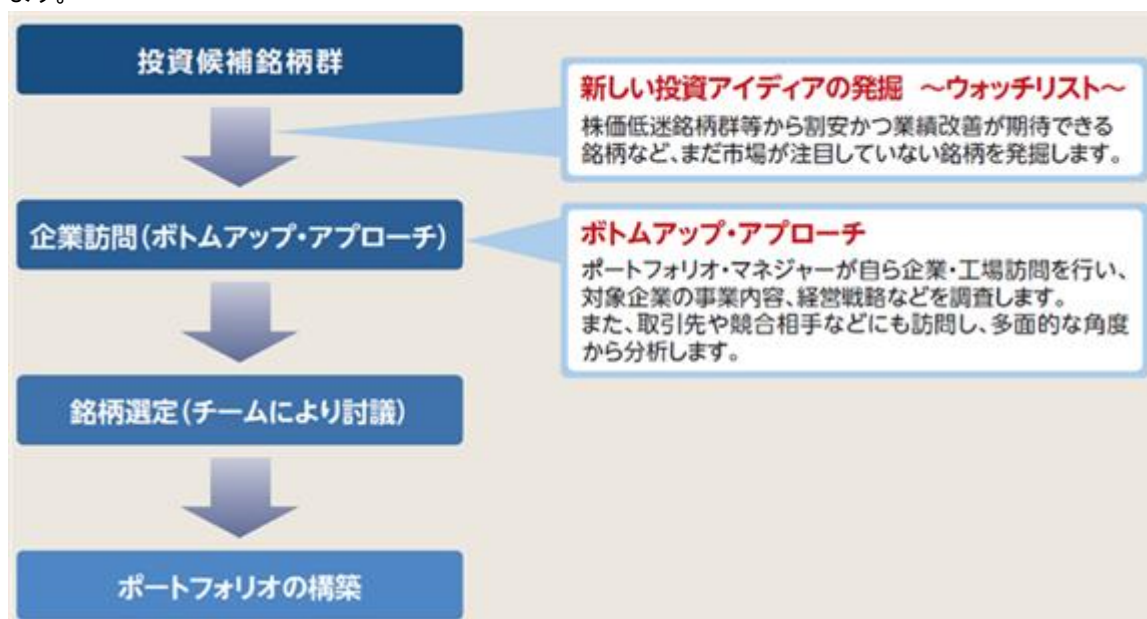 ます。
投資候補銘柄群
新しい投資アイディアの発掘 ～ウォッチリスト～
株価低迷銘柄群等から割安かつ業績改善が期待できる
銘柄など、まだ市場が注目していない銘柄を発掘します。
企業訪問(ボトムアップ・アプローチ)
ボトムアップ・アプローチ
ポートフォリオ・マネジャーが自ら企業・工場訪問を行い、
対象企業の事業内容、経営戦略などを調査します。
また、取引先や競合相手などにも訪問し、多面的な角度
から分析します。
銘柄選定(チームにより討議)
ポートフォリオの構築